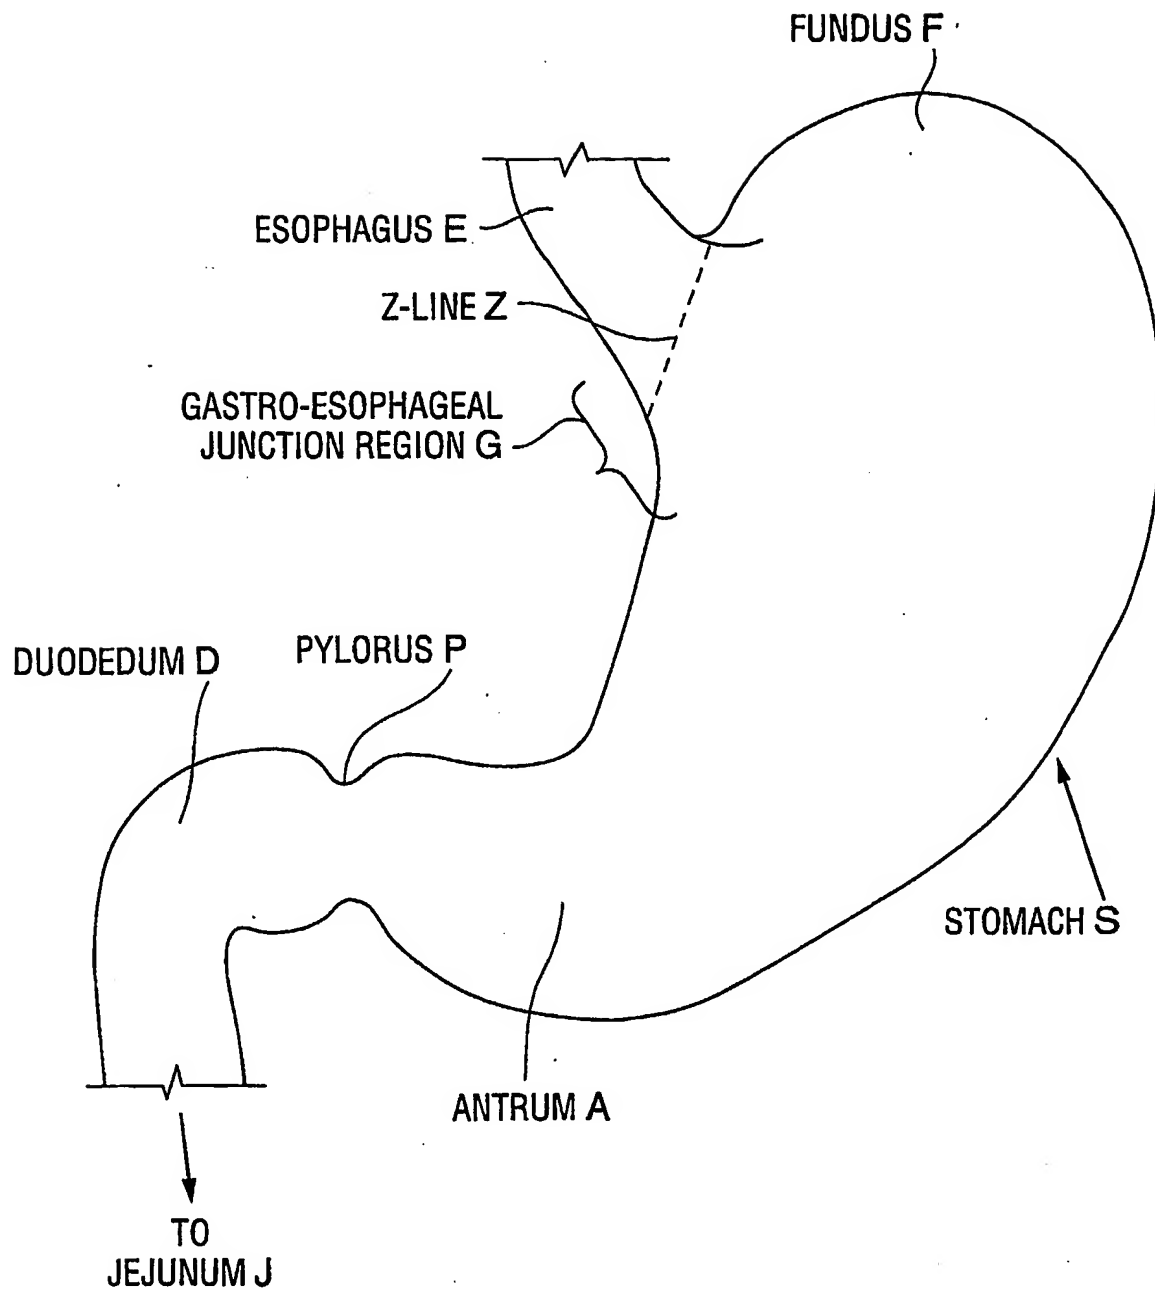 FUNDUS F
ESOPHAGUS E
Z-LINE Z
GASTRO-ESOPHAGEAL
JUNCTION REGION G
DUODEDUM D
PYLORUS P
STOMACH S
ANTRUM A
TO
JEJUNUM J